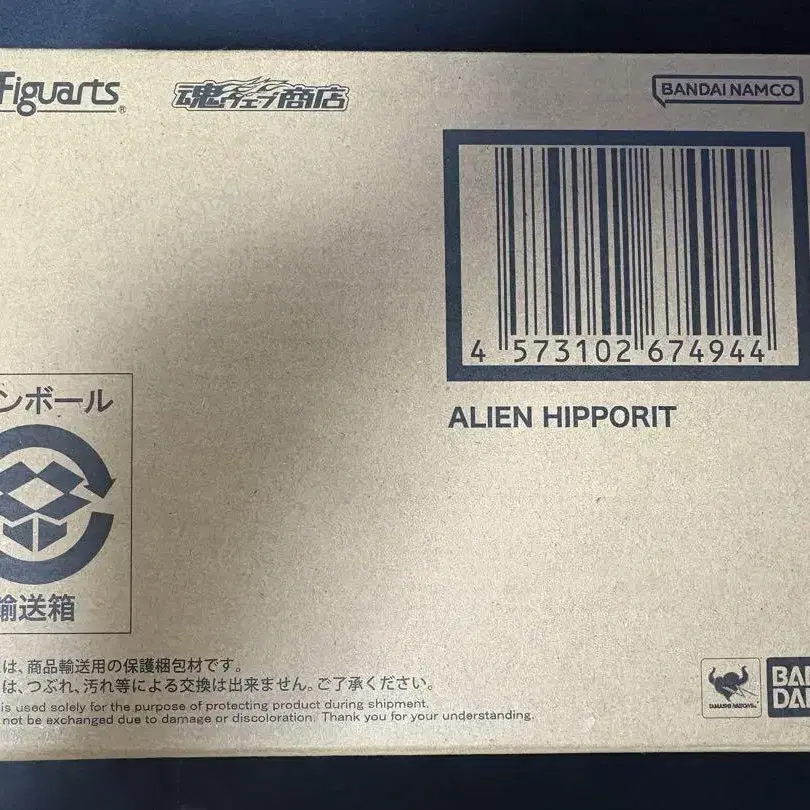 Figuarts®
魂ウェブ商店
BANDAI NAMCO
4 573102 674944
ALIEN HIPPORIT
ンボール
輸送箱
は、商品輸送用の保護梱包材です。
は、つぶれ、汚れ等による交換は出来ません。ご了承ください。
is used solely for the purpose of protecting product during shipment.
not be exchanged due to damage or discoloration. Thank you for your understanding.
TAMASHII NATIONS
BAN
DAI